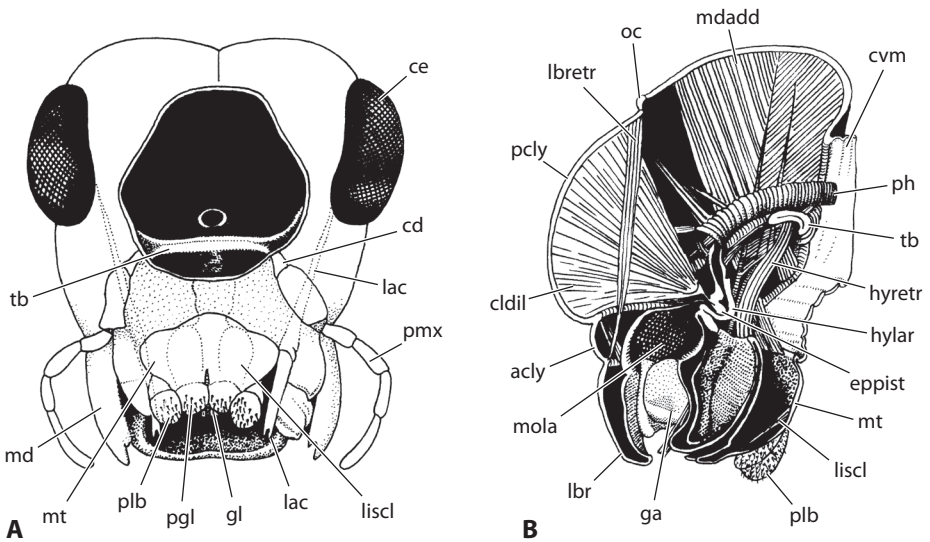 ce
cd
lac
pmx
tb
md
mt
plb
pgl
gl
lac
liscl
A
oc
mdadd
lbretr
cvm
pcly
ph
tb
cldil
hyretr
hylar
acly
eppist
mola
mt
liscl
lbr
ga
plb
B